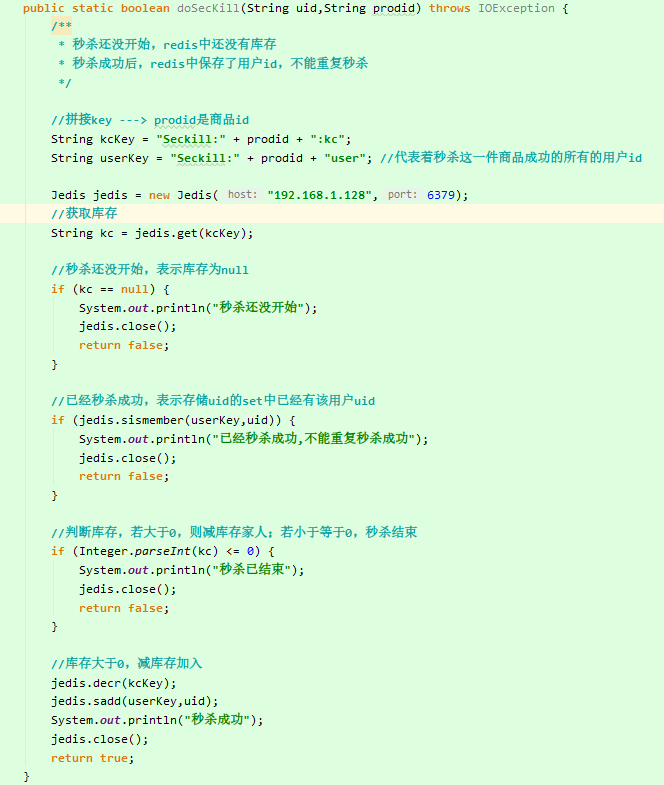 public static boolean doSecKill(String uid,String prodid) throws IOException {
/**
* 秒杀还没开始，redis中还没有库存
* 秒杀成功后，redis中保存了用户id，不能重复秒杀
*/
//拼接key ---> prodid是商品id
String kcKey = "Seckill:" + prodid + ":kc";
String userKey = "Seckill:" + prodid + "user"; //代表着秒杀这一件商品成功的所有的用户id
Jedis jedis = new Jedis( host: "192.168.1.128", port: 6379);
//获取库存
String kc = jedis.get(kcKey);
//秒杀还没开始，表示库存为null
if (kc == null) {
System.out.println("秒杀还没开始");
jedis.close();
return false;
}
//已经秒杀成功，表示存储uid的set中已经有该用户uid
if (jedis.sismember(userKey,uid)) {
System.out.println("已经秒杀成功,不能重复秒杀成功");
jedis.close();
return false;
}
//判断库存，若大于0，则减库存家人；若小于等于0，秒杀结束
if (Integer.parseInt(kc) <= 0) {
System.out.println("秒杀已结束");
jedis.close();
return false;
}
//库存大于0，减库存加入
jedis.decr(kcKey);
jedis.sadd(userKey,uid);
System.out.println("秒杀成功");
jedis.close();
return true;
}